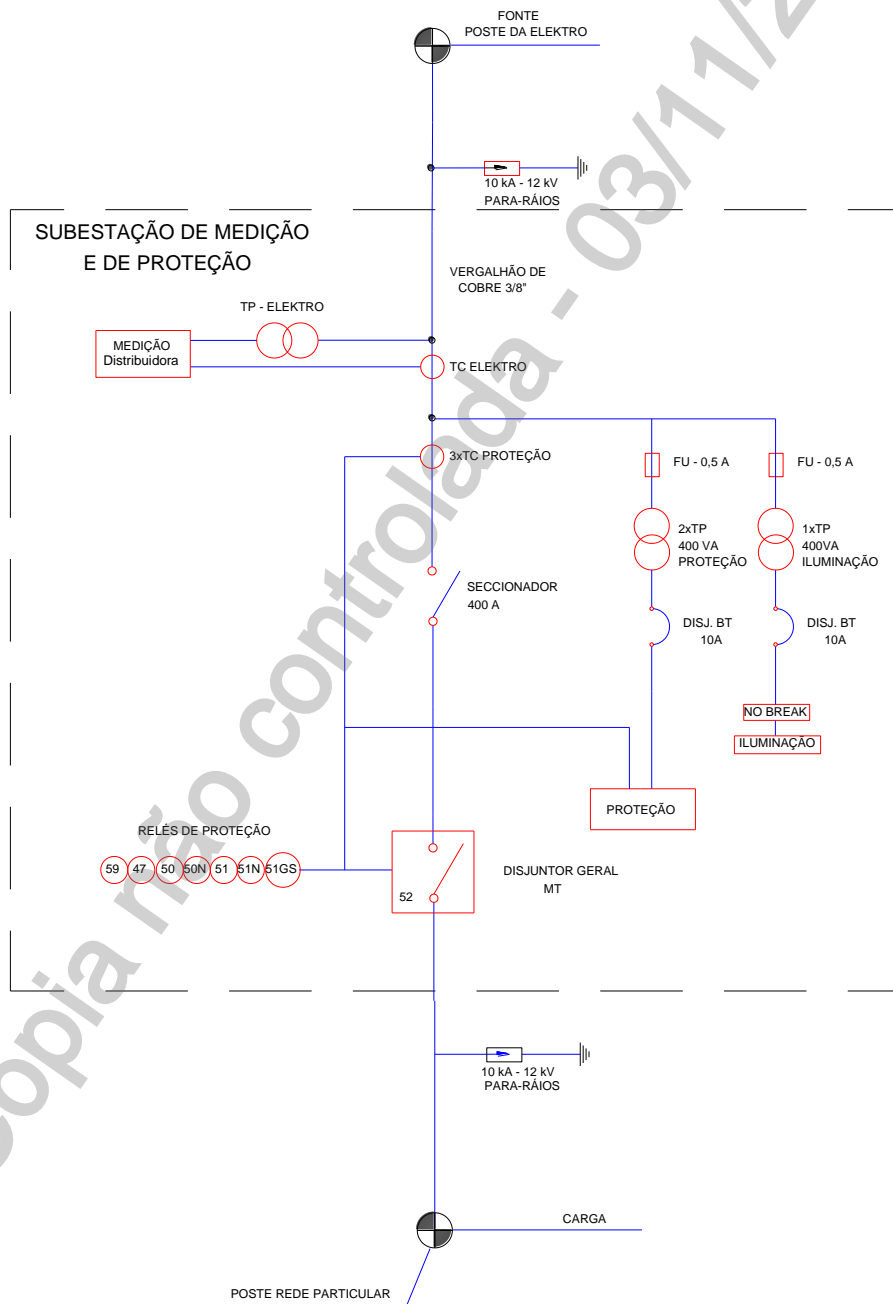 FONTE
POSTE DA ELEKTRO
10 kA - 12 kV
PARA-RÁIOS
SUBESTAÇÃO DE MEDIÇÃO
E DE PROTEÇÃO
VERGALHÃO DE
COBRE 3/8"
TP - ELEKTRO
MEDIÇÃO
Distribuidora
TC ELEKTRO
3xTC PROTEÇÃO
FU - 0,5 A
FU - 0,5 A
2xTP
400 VA
PROTEÇÃO
1xTP
400VA
ILUMINAÇÃO
SECCIONADOR
400 A
DISJ. BT
10A
DISJ. BT
10A
NO BREAK
ILUMINAÇÃO
PROTEÇÃO
RELÉS DE PROTEÇÃO
59 47 50 50N 51 51N 51GS
52
DISJUNTOR GERAL
MT
10 kA - 12 kV
PARA-RÁIOS
CARGA
POSTE REDE PARTICULAR
copia não controlada - 03/11/2